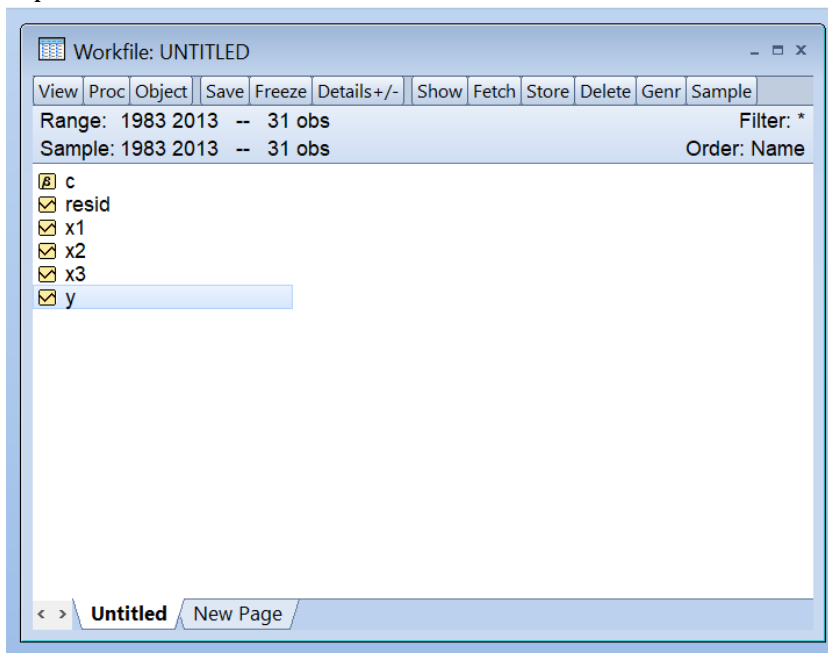 Workfile: UNTITLED
View Proc Object Save Freeze Details+/- Show Fetch Store Delete Genr Sample
Range: 1983 2013 -- 31 obs Filter: *
Sample: 1983 2013 -- 31 obs Order: Name
β c
resid
x1
x2
x3
y
< > Untitled New Page